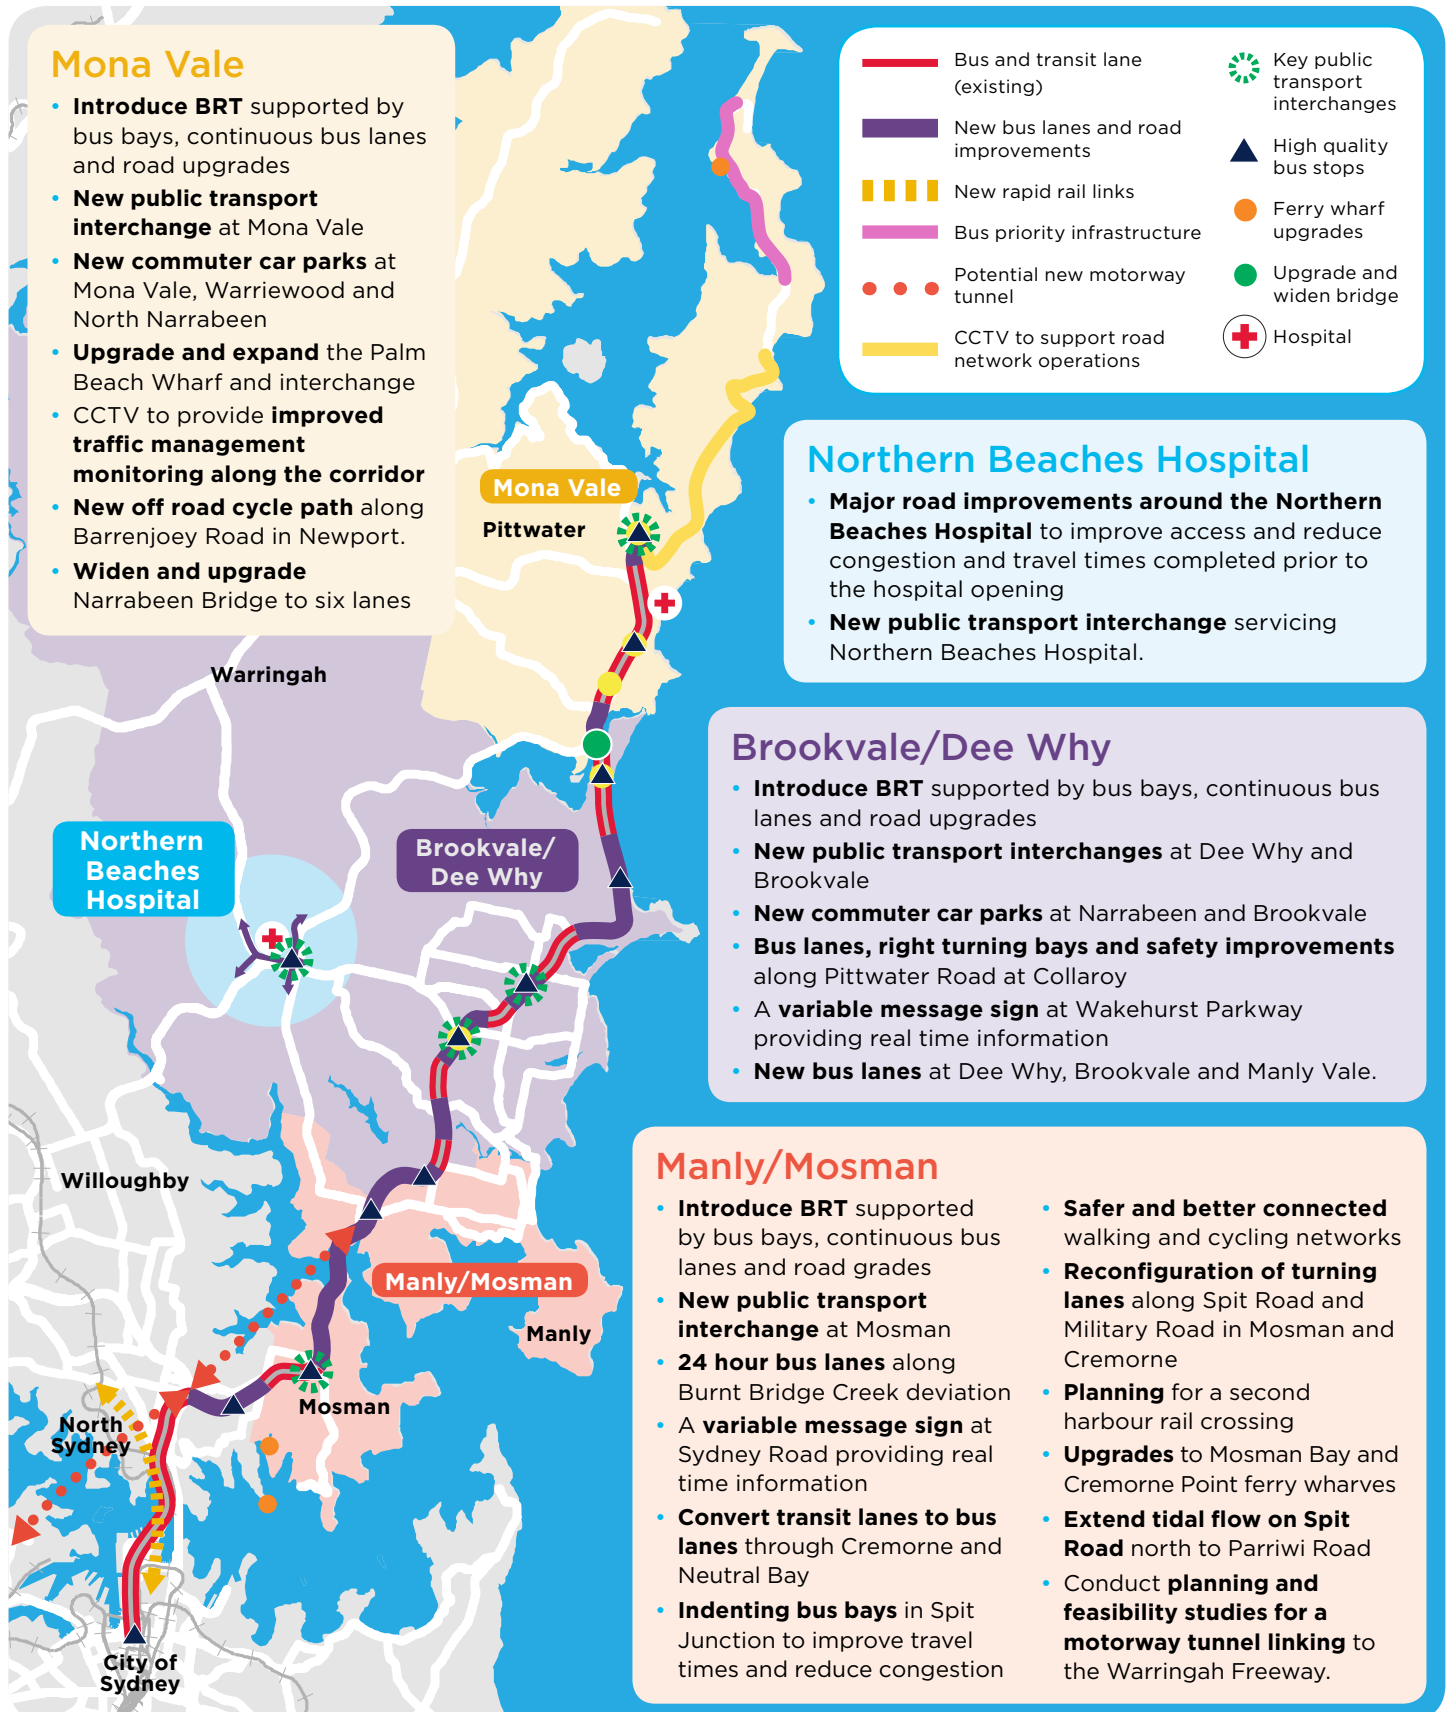 Mona Vale
• Introduce BRT supported by
bus bays, continuous bus lanes
and road upgrades
• New public transport
interchange at Mona Vale
• New commuter car parks at
Mona Vale, Warriewood and
North Narrabeen
• Upgrade and expand the Palm
Beach Wharf and interchange
• CCTV to provide improved
traffic management
monitoring along the corridor
• New off road cycle path along
Barrenjoey Road in Newport.
• Widen and upgrade
Narrabeen Bridge to six lanes
Bus and transit lane
(existing)
New bus lanes and road
improvements
New rapid rail links
Bus priority infrastructure
Potential new motorway
tunnel
CCTV to support road
network operations
Key public
transport
interchanges
High quality
bus stops
Ferry wharf
upgrades
Upgrade and
widen bridge
Hospital
Northern Beaches Hospital
• Major road improvements around the Northern
Beaches Hospital to improve access and reduce
congestion and travel times completed prior to
the hospital opening
• New public transport interchange servicing
Northern Beaches Hospital.
Brookvale/Dee Why
• Introduce BRT supported by bus bays, continuous bus
lanes and road upgrades
• New public transport interchanges at Dee Why and
Brookvale
• New commuter car parks at Narrabeen and Brookvale
• Bus lanes, right turning bays and safety improvements
along Pittwater Road at Collaroy
• A variable message sign at Wakehurst Parkway
providing real time information
• New bus lanes at Dee Why, Brookvale and Manly Vale.
Manly/Mosman
• Introduce BRT supported
by bus bays, continuous bus
lanes and road grades
• New public transport
interchange at Mosman
• 24 hour bus lanes along
Burnt Bridge Creek deviation
• A variable message sign at
Sydney Road providing real
time information
• Convert transit lanes to bus
lanes through Cremorne and
Neutral Bay
• Indenting bus bays in Spit
Junction to improve travel
times and reduce congestion
• Safer and better connected
walking and cycling networks
• Reconfiguration of turning
lanes along Spit Road and
Military Road in Mosman and
Cremorne
• Planning for a second
harbour rail crossing
• Upgrades to Mosman Bay and
Cremorne Point ferry wharves
• Extend tidal flow on Spit
Road north to Parriwi Road
• Conduct planning and
feasibility studies for a
motorway tunnel linking to
the Warringah Freeway.
Mona Vale
Pittwater
Warringah
Northern
Beaches
Hospital
Brookvale/
Dee Why
Willoughby
Manly/Mosman
Manly
Mosman
North
Sydney
City of
Sydney